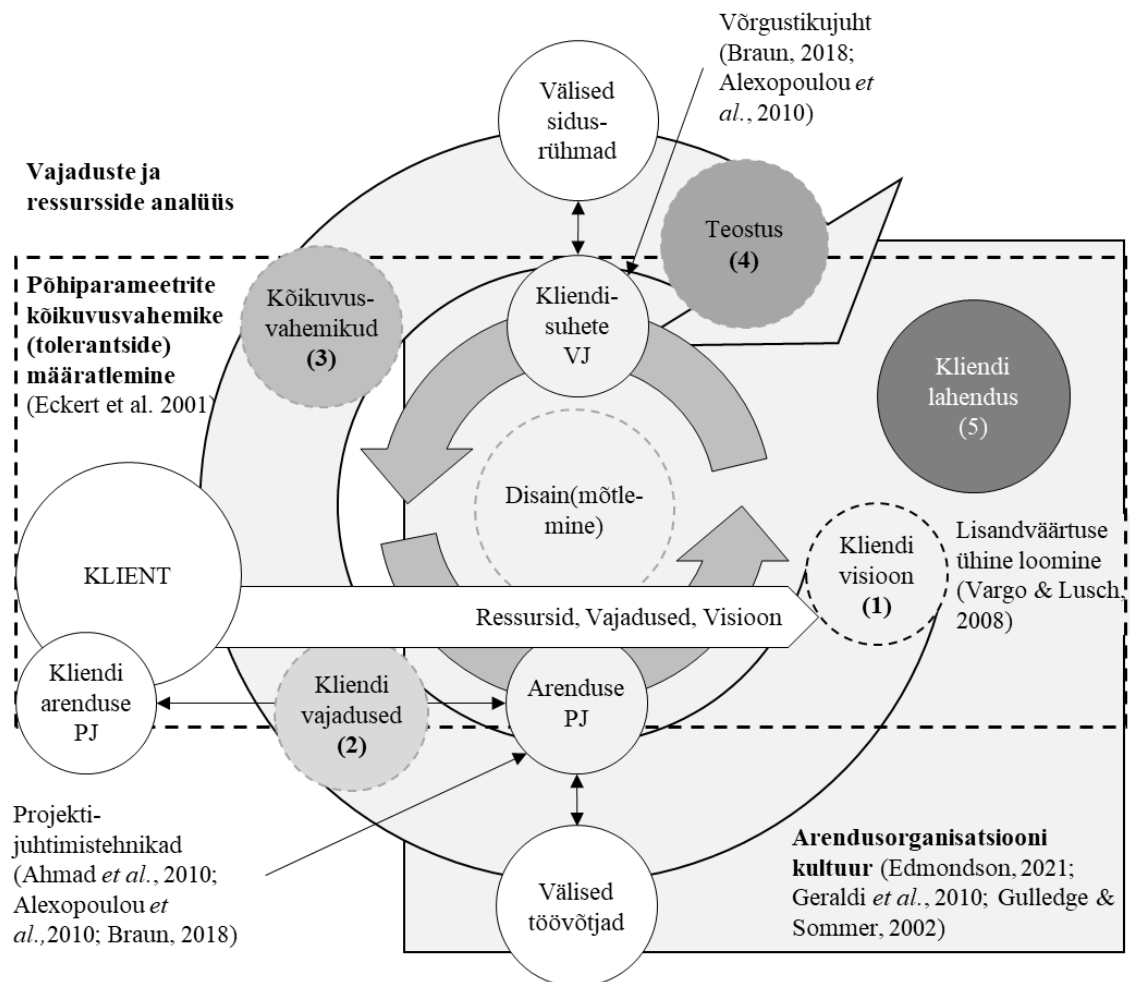 Võrgustikujuht
(Braun, 2018;
Alexopoulou et
al., 2010)
Välised
sidus-
rühmad
Vajaduste ja
ressursside analüüs
Teostus
(4)
Põhiparameetrite
kõikuvusvahemike
(tolerantside)
määratlemine
(Eckert et al. 2001)
Kõikuvus-
vahemikud
(3)
Kliendi-
suhete
VJ
Kliendi
lahendus
(5)
Disain(mõtle-
mine)
KLIENT
Kliendi
visioon
(1)
Lisandväärtuse
ühine loomine
(Vargo & Lusch,
2008)
Ressursid, Vajadused, Visioon
Kliendi
arenduse
PJ
Kliendi
vajadused
(2)
Arenduse
PJ
Projekti-
juhtimistehnikad
(Ahmad et al., 2010;
Alexopoulou et
al.,2010; Braun, 2018)
Välised
töövõtjad
Arendusorganisatsiooni
kultuur (Edmondson, 2021;
Geraldi et al., 2010; Gulledge &
Sommer, 2002)